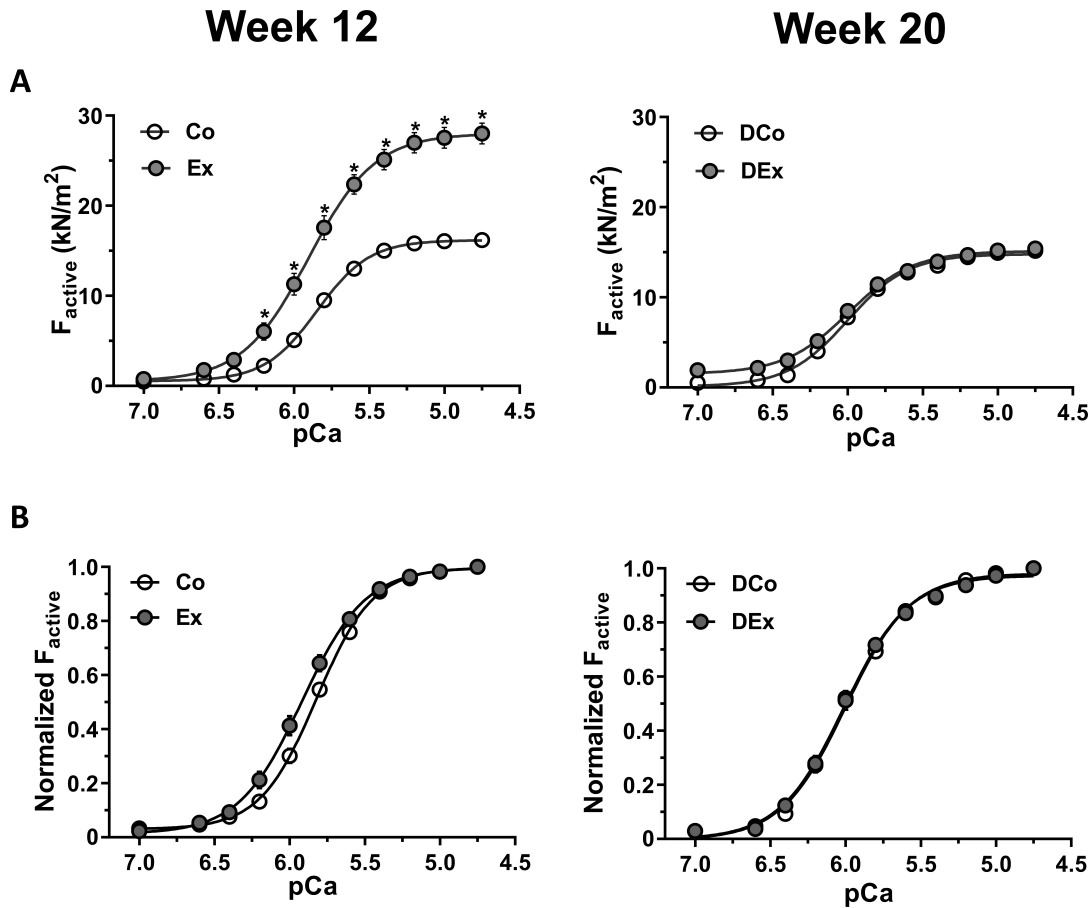 Week 12
Week 20
A
30
20
10
0
F_active (kN/m²)
Co
Ex
* * * * * * * * *
7.0 6.5 6.0 5.5 5.0 4.5
pCa
30
20
10
0
F_active (kN/m²)
DCo
DEx
7.0 6.5 6.0 5.5 5.0 4.5
pCa
B
1.0
0.8
0.6
0.4
0.2
0
Normalized F_active
Co
Ex
7.0 6.5 6.0 5.5 5.0 4.5
pCa
1.0
0.8
0.6
0.4
0.2
0
Normalized F_active
DCo
DEx
7.0 6.5 6.0 5.5 5.0 4.5
pCa